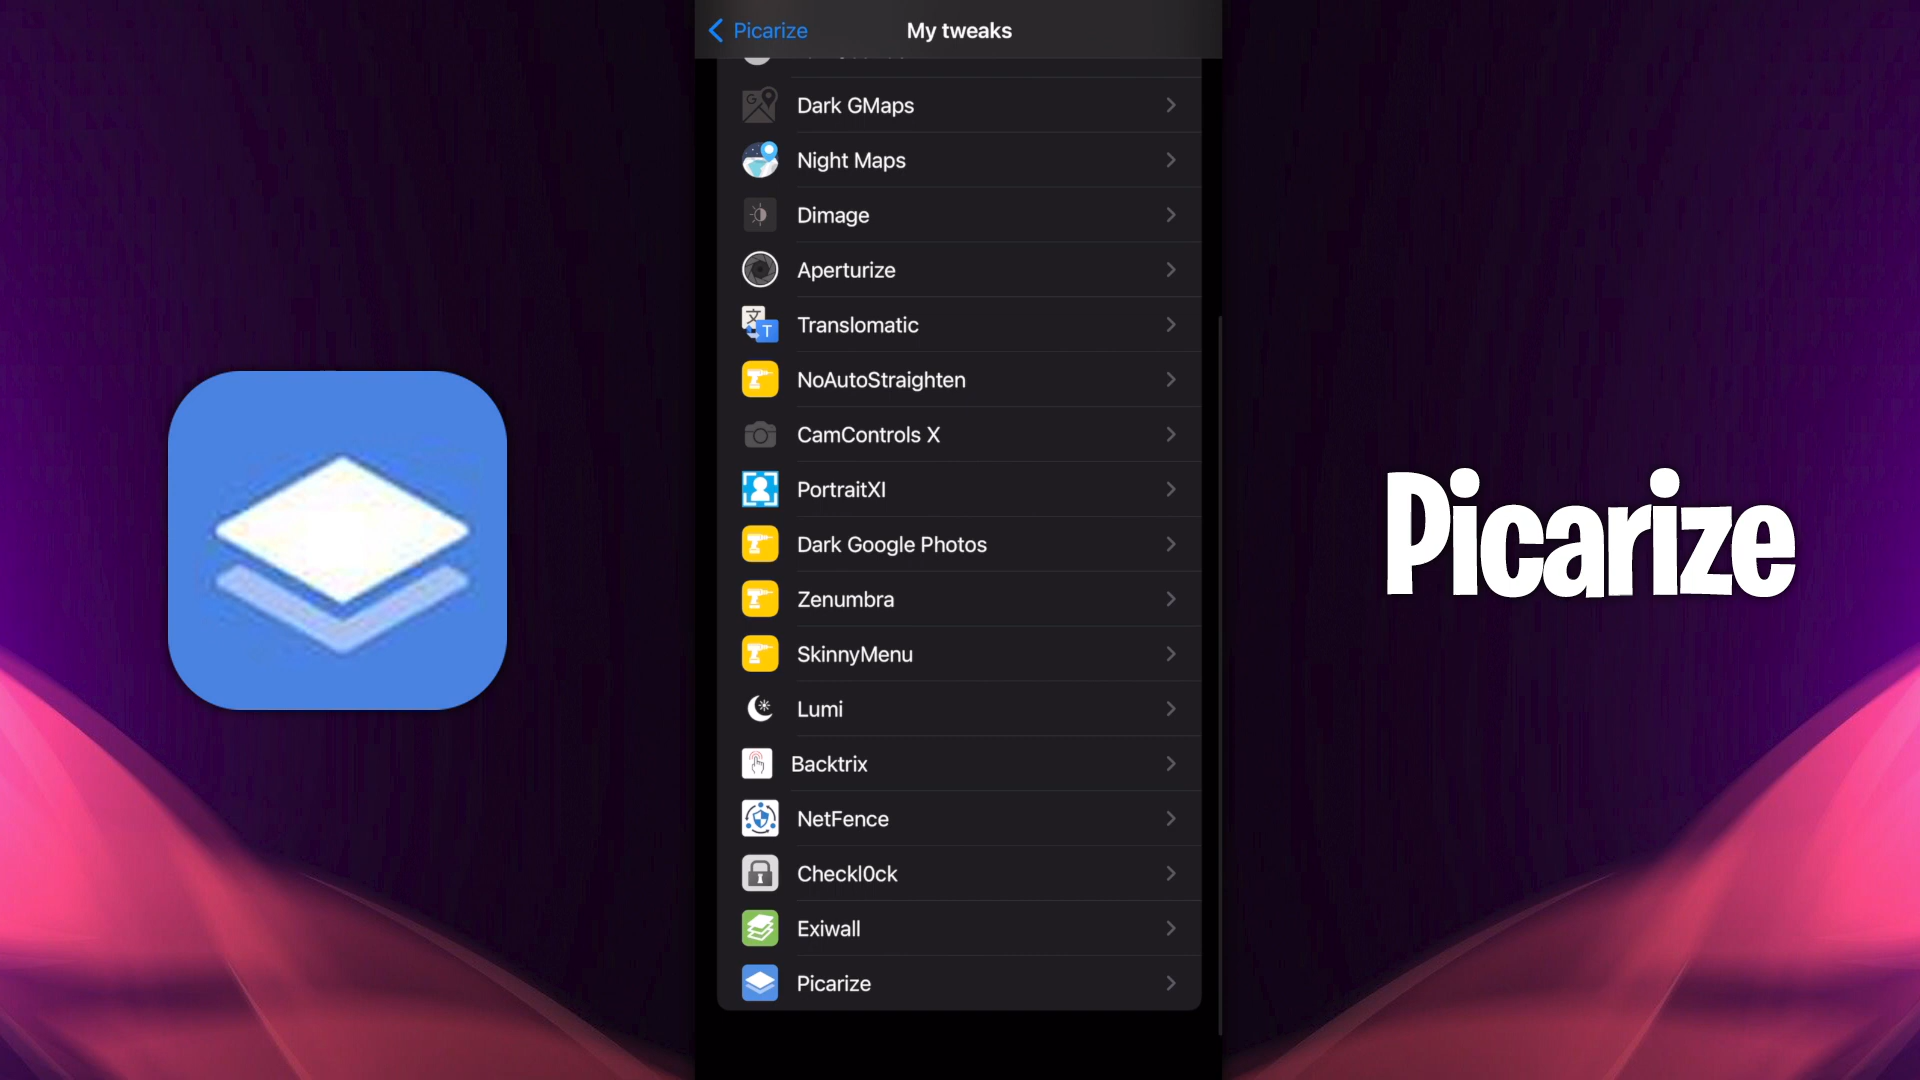 Picarize
My tweaks
Dark GMaps
Night Maps
Dimage
Aperturize
Translomatic
NoAutoStraighten
CamControls X
PortraitXI
Dark Google Photos
Zenumbra
SkinnyMenu
Lumi
Backtrix
NetFence
Checkl0ck
Exiwall
Picarize
Picarize